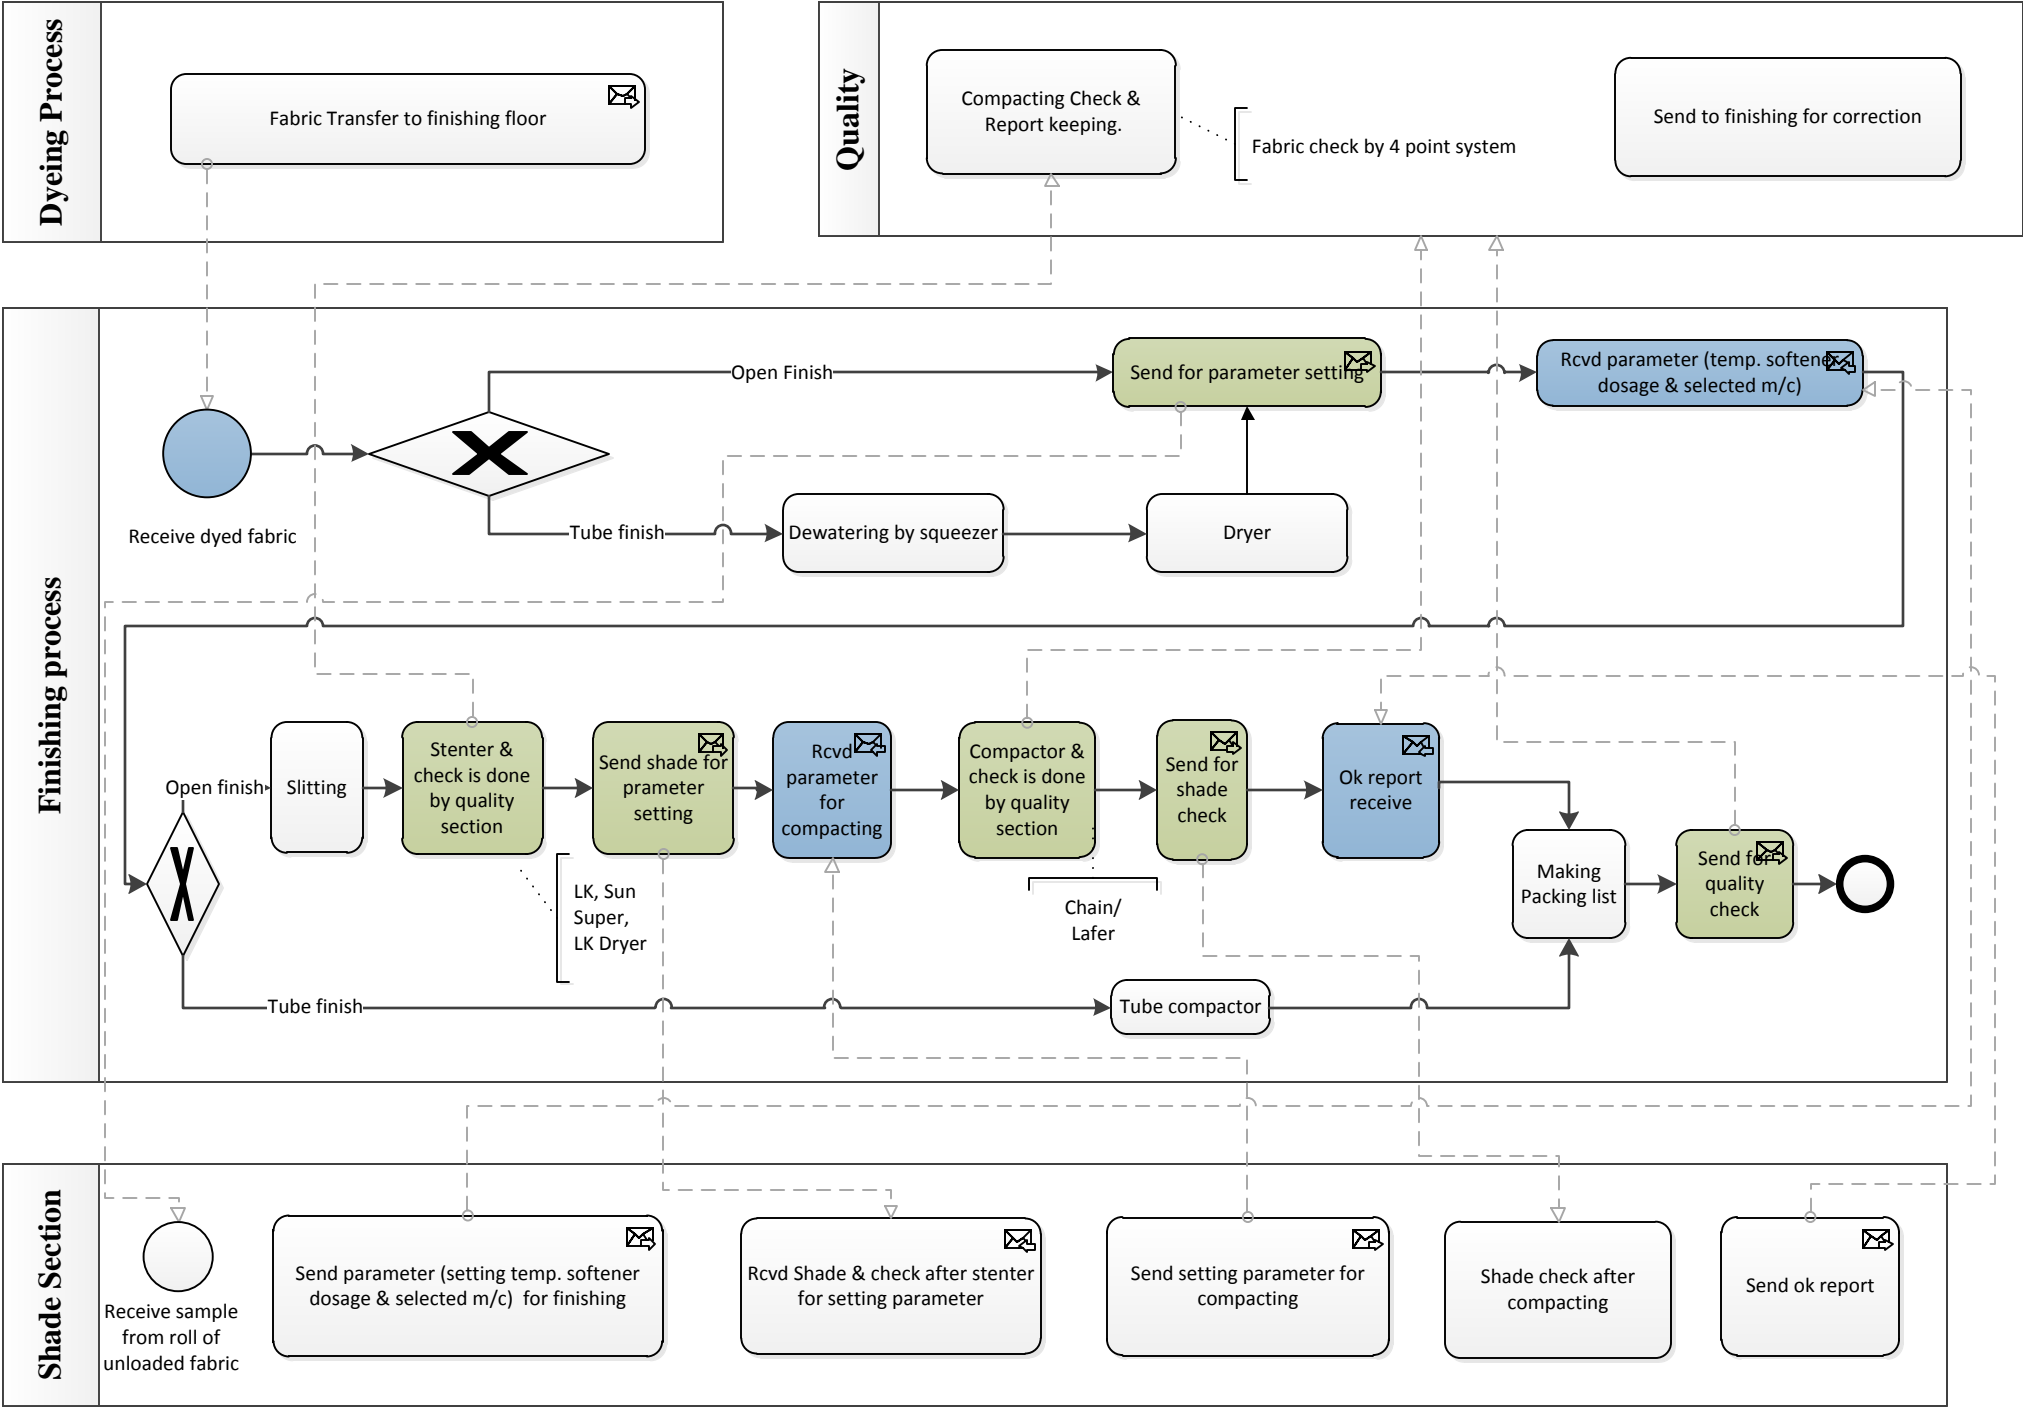 Dyeing Process
Fabric Transfer to finishing floor
Quality
Compacting Check &
Report keeping.
Fabric check by 4 point system
Send to finishing for correction
Finishing process
Receive dyed fabric
Open Finish
Tube finish
Dewatering by squeezer
Dryer
Send for parameter setting
Rcvd parameter (temp. softener
dosage & selected m/c)
Open finish
Slitting
Stenter &
check is done
by quality
section
LK, Sun
Super,
LK Dryer
Send shade for
prameter
setting
Rcvd
parameter
for
compacting
Compactor &
check is done
by quality
section
Chain/
Lafer
Send for
shade
check
Ok report
receive
Making
Packing list
Send for
quality
check
Tube finish
Tube compactor
Shade Section
Receive sample
from roll of
unloaded fabric
Send parameter (setting temp. softener
dosage & selected m/c)  for finishing
Rcvd Shade & check after stenter
for setting parameter
Send setting parameter for
compacting
Shade check after
compacting
Send ok report